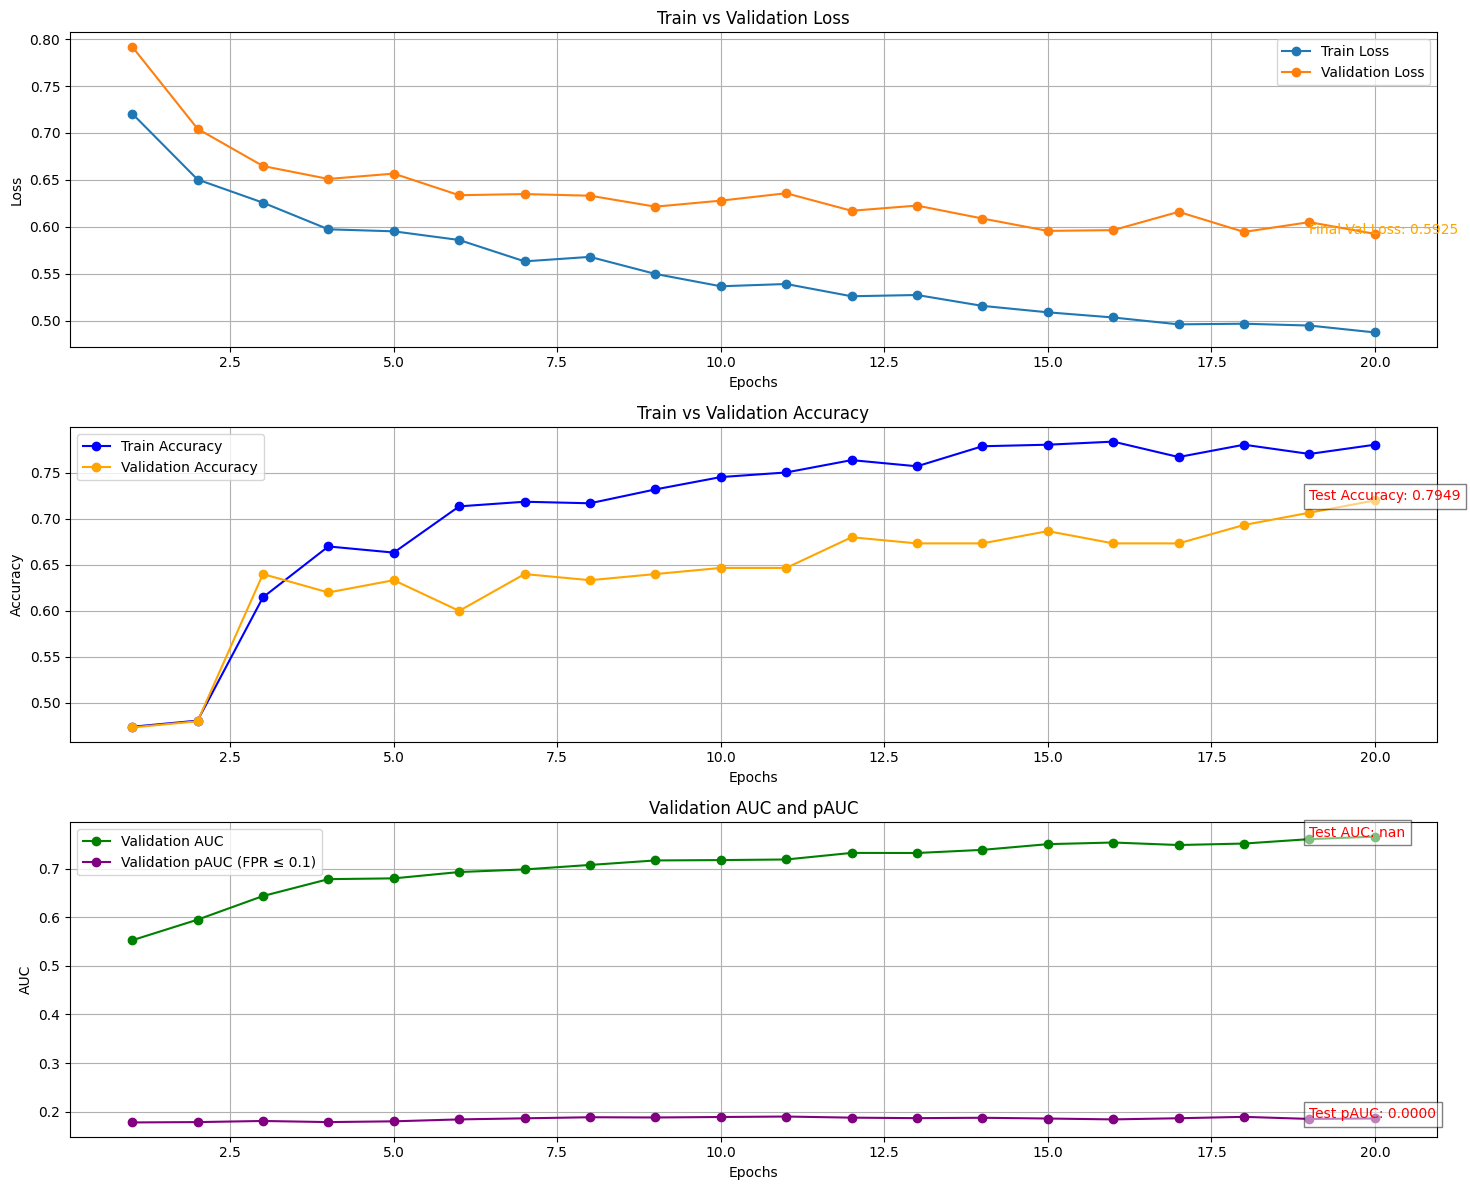 Train vs Validation Loss
0.80
0.75
0.70
0.65
0.60
0.55
0.50
Loss
Train Loss
Validation Loss
Final Val Loss: 0.5925
2.5 5.0 7.5 10.0 12.5 15.0 17.5 20.0
Epochs
Train vs Validation Accuracy
0.75
0.70
0.65
0.60
0.55
0.50
Accuracy
Train Accuracy
Validation Accuracy
Test Accuracy: 0.7949
2.5 5.0 7.5 10.0 12.5 15.0 17.5 20.0
Epochs
Validation AUC and pAUC
0.7
0.6
0.5
0.4
0.3
0.2
AUC
Validation AUC
Validation pAUC (FPR ≤ 0.1)
Test AUC: nan
Test pAUC: 0.0000
2.5 5.0 7.5 10.0 12.5 15.0 17.5 20.0
Epochs